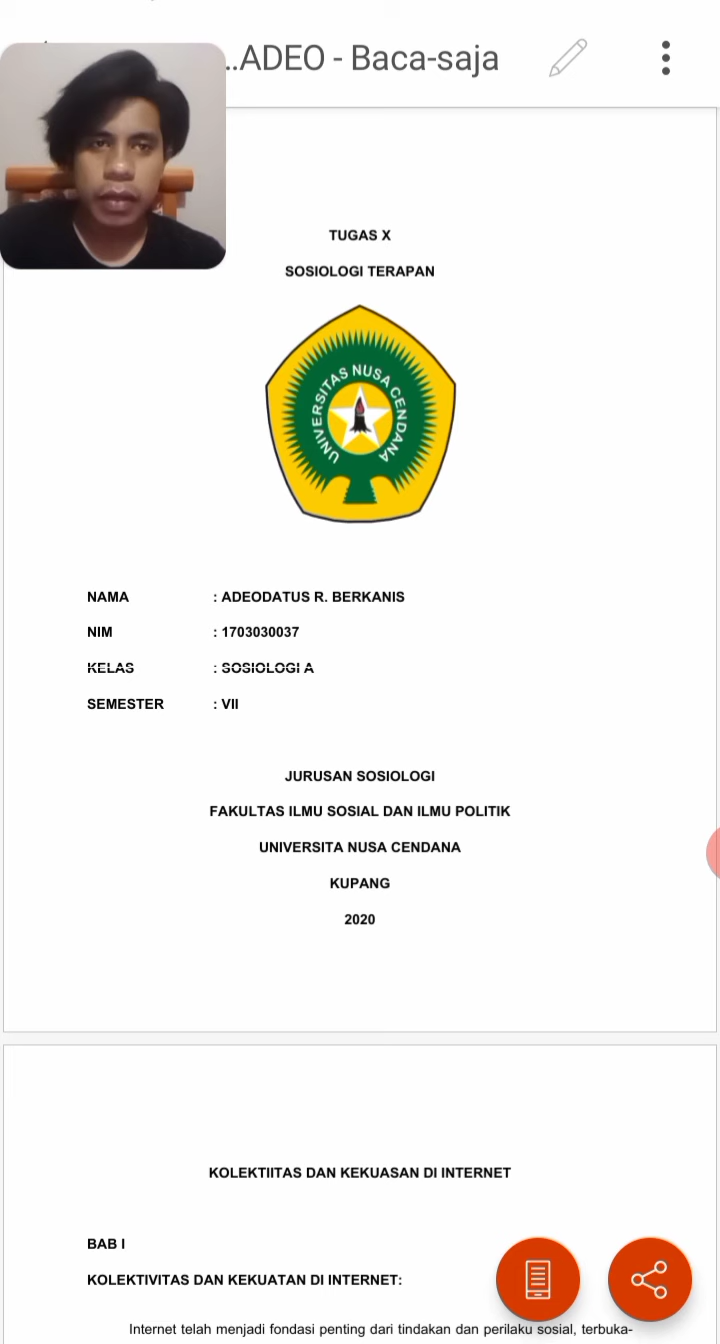 ..ADEO - Baca-saja
TUGAS X
SOSIOLOGI TERAPAN
UNIVERSITAS NUSA CENDANA
NAMA : ADEODATUS R. BERKANIS
NIM : 1703030037
KELAS : SOSIOLOGI A
SEMESTER : VII
JURUSAN SOSIOLOGI
FAKULTAS ILMU SOSIAL DAN ILMU POLITIK
UNIVERSITA NUSA CENDANA
KUPANG
2020
KOLEKTIITAS DAN KEKUASAN DI INTERNET
BAB I
KOLEKTIVITAS DAN KEKUATAN DI INTERNET:
Internet telah menjadi fondasi penting dari tindakan dan perilaku sosial, terbuka-